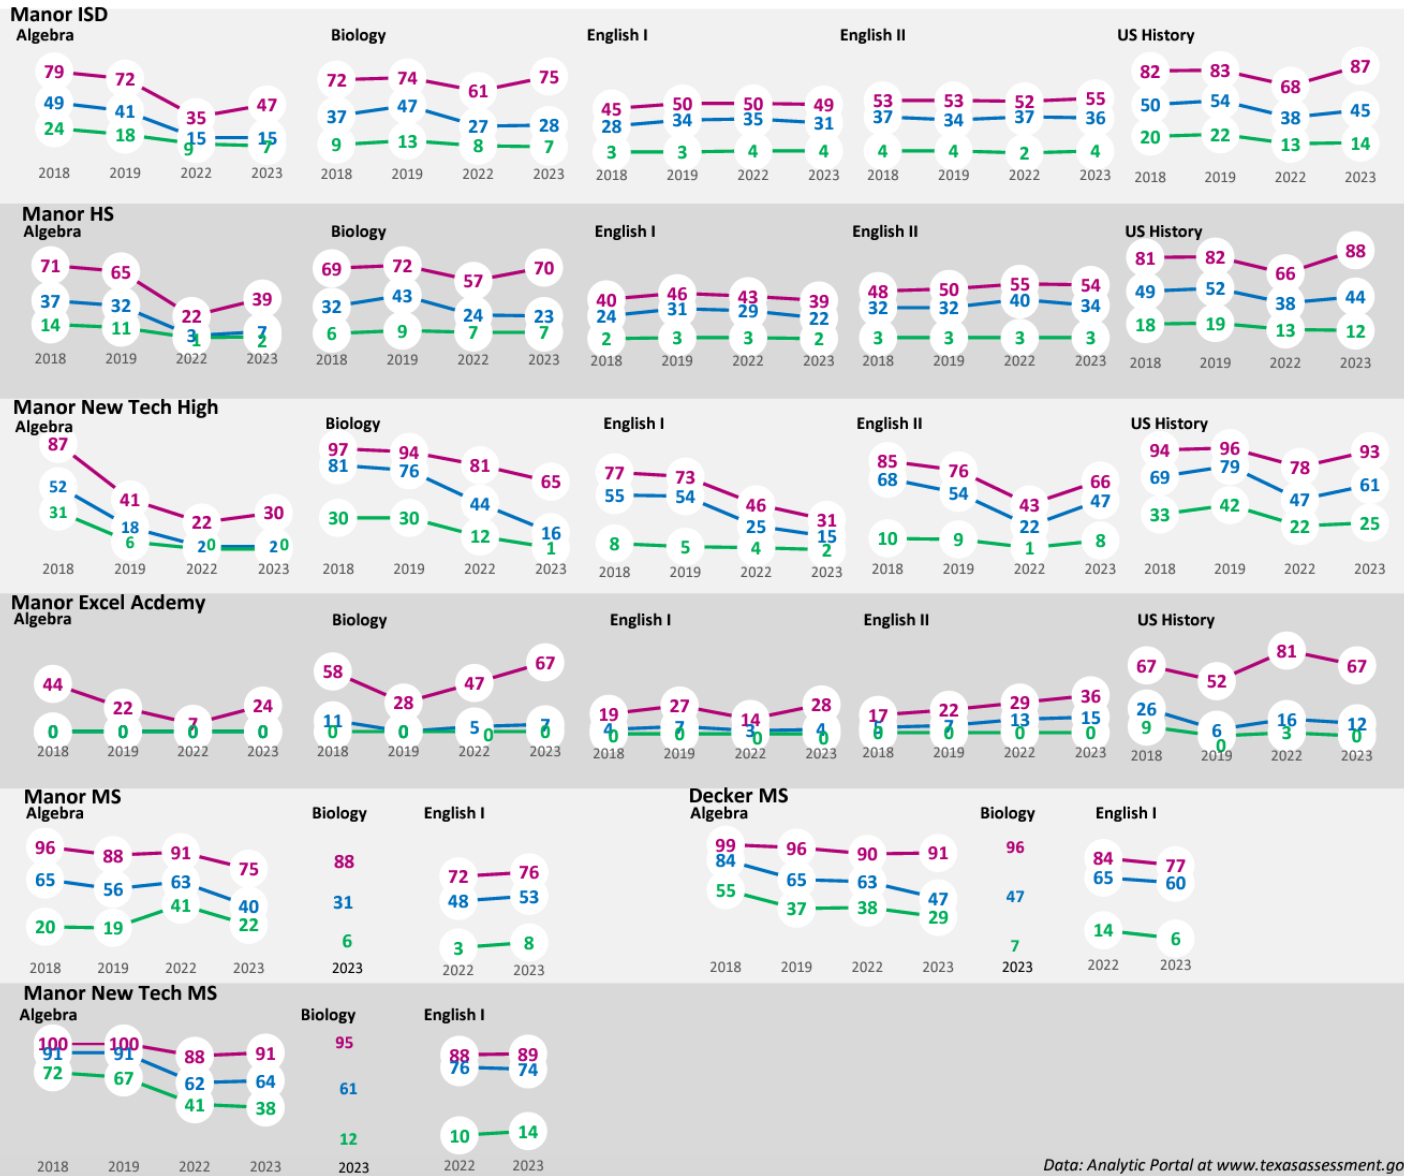 Manor ISD
Algebra Biology English I English II US History
79 72 35 47 72 74 61 75 45 50 50 49 53 53 52 55 82 83 68 87
49 41 15 15 37 47 27 28 28 34 35 31 37 34 37 36 50 54 38 45
24 18 9 7 9 13 8 7 3 3 4 4 4 4 2 4 20 22 13 14
2018 2019 2022 2023 2018 2019 2022 2023 2018 2019 2022 2023 2018 2019 2022 2023 2018 2019 2022 2023
Manor HS
Algebra Biology English I English II US History
71 65 22 39 69 72 57 70 40 46 43 39 48 50 55 54 81 82 66 88
37 32 3 7 32 43 24 23 24 31 29 22 32 32 40 34 49 52 38 44
14 11 1 2 6 9 7 7 2 3 3 2 3 3 3 3 18 19 13 12
2018 2019 2022 2023 2018 2019 2022 2023 2018 2019 2022 2023 2018 2019 2022 2023 2018 2019 2022 2023
Manor New Tech High
Algebra Biology English I English II US History
87 41 22 30 97 94 81 65 77 73 46 31 85 76 43 66 94 96 78 93
52 18 2 2 81 76 44 16 55 54 25 15 68 54 22 47 69 79 47 61
31 6 0 0 30 30 12 1 8 5 4 2 10 9 1 8 33 42 22 25
2018 2019 2022 2023 2018 2019 2022 2023 2018 2019 2022 2023 2018 2019 2022 2023 2018 2019 2022 2023
Manor Excel Acdemy
Algebra Biology English I English II US History
44 22 7 24 58 28 47 67 19 27 14 28 17 22 29 36 67 52 81 67
11 5 7 4 7 3 4 5 7 13 15 26 6 16 12
0 0 0 0 0 0 0 0 0 0 0 0 0 0 0 0 9 0 3 0
2018 2019 2022 2023 2018 2019 2022 2023 2018 2019 2022 2023 2018 2019 2022 2023 2018 2019 2022 2023
Manor MS Decker MS
Algebra Biology English I Algebra Biology English I
96 88 91 75 88 72 76 99 96 90 91 96 84 77
65 56 63 40 31 48 53 84 65 63 47 47 65 60
20 19 41 22 6 3 8 55 37 38 29 7 14 6
2018 2019 2022 2023 2023 2022 2023 2018 2019 2022 2023 2023 2022 2023
Manor New Tech MS
Algebra Biology English I
100 100 88 91 95 88 89
91 91 62 64 61 76 74
72 67 41 38 12 10 14
2018 2019 2022 2023 2023 2022 2023
Data: Analytic Portal at www.texasassessment.go